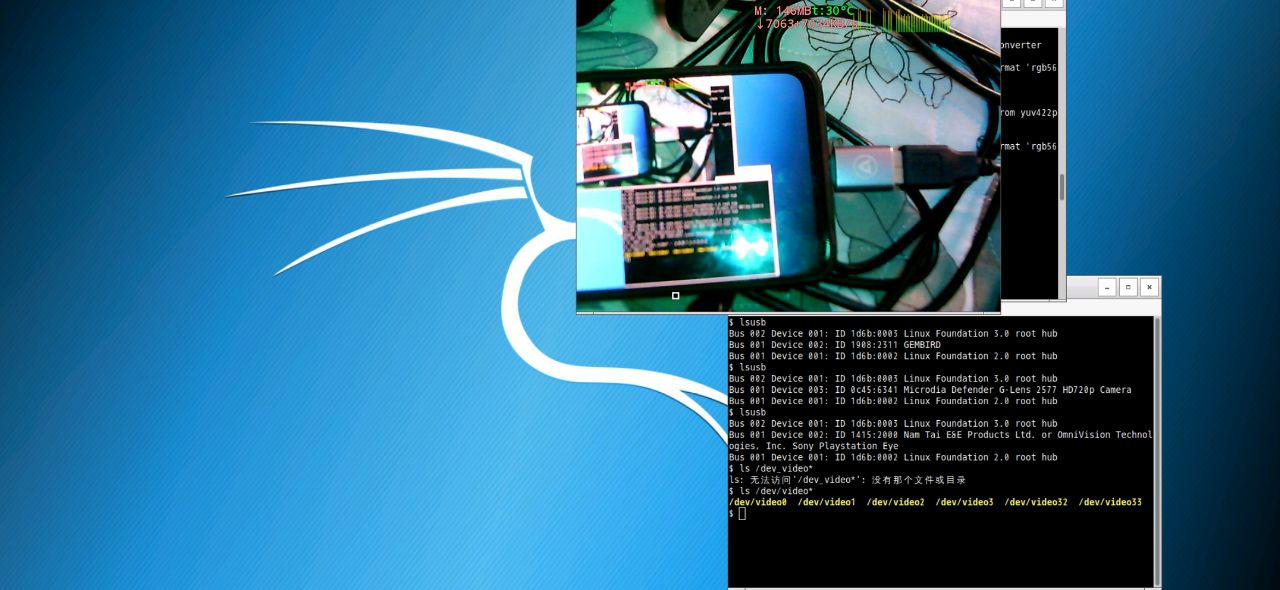 M: 146MBt:30°C
onverter
rmat 'rgb56
rom yuv422p
rmat 'rgb56
$ lsusb
Bus 002 Device 001: ID 1d6b:0003 Linux Foundation 3.0 root hub
Bus 001 Device 002: ID 1908:2311 GEMBIRD
Bus 001 Device 001: ID 1d6b:0002 Linux Foundation 2.0 root hub
$ lsusb
Bus 002 Device 001: ID 1d6b:0003 Linux Foundation 3.0 root hub
Bus 001 Device 003: ID 0c45:6341 Microdia Defender G-Lens 2577 HD720p Camera
Bus 001 Device 001: ID 1d6b:0002 Linux Foundation 2.0 root hub
$ lsusb
Bus 002 Device 001: ID 1d6b:0003 Linux Foundation 3.0 root hub
Bus 001 Device 002: ID 1415:2000 Nam Tai E&E Products Ltd. or OmniVision Technol
ogies, Inc. Sony Playstation Eye
Bus 001 Device 001: ID 1d6b:0002 Linux Foundation 2.0 root hub
$ ls /dev_video*
ls: 无法访问'/dev_video*': 没有那个文件或目录
$ ls /dev/video*
/dev/video0 /dev/video1 /dev/video2 /dev/video3 /dev/video32 /dev/video33
$